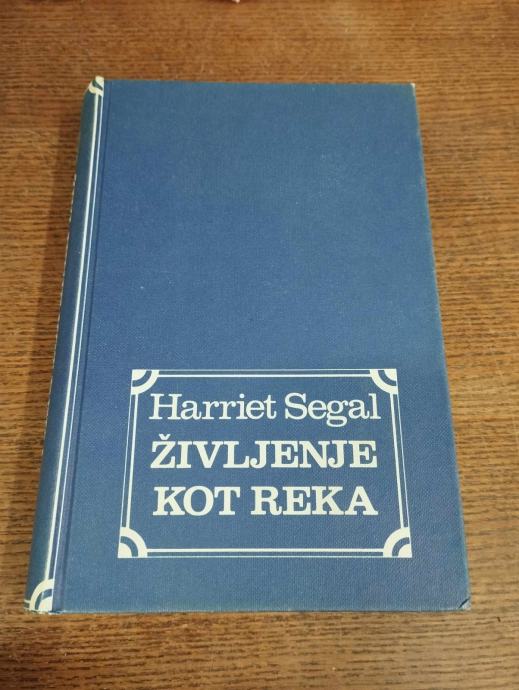 Harriet Segal
ŽIVLJENJE
KOT REKA